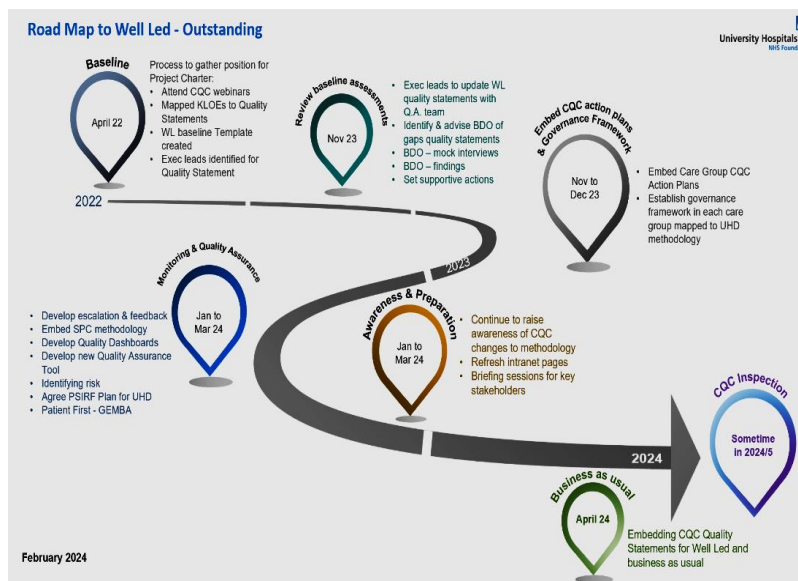 Road Map to Well Led - Outstanding
University Hospitals
NHS Found
Baseline
April 22
Process to gather position for
Project Charter:
• Attend CQC webinars
• Mapped KLOEs to Quality
Statements
• WL baseline Template
created
• Exec leads identified for
Quality Statement
Review baseline assessments
Nov 23
• Exec leads to update WL
quality statements with
Q.A. team
• Identify & advise BDO of
gaps quality statements
• BDO – mock interviews
• BDO – findings
• Set supportive actions
Embed CQC action plans
& Governance Framework
Nov to
Dec 23
• Embed Care Group CQC
Action Plans
• Establish governance
framework in each care
group mapped to UHD
methodology
2022
2023
Monitoring & Quality Assurance
Jan to
Mar 24
• Develop escalation & feedback
• Embed SPC methodology
• Develop Quality Dashboards
• Develop new Quality Assurance
Tool
• Identifying risk
• Agree PSIRF Plan for UHD
• Patient First - GEMBA
Awareness & Preparation
Jan to
Mar 24
• Continue to raise
awareness of CQC
changes to methodology
• Refresh intranet pages
• Briefing sessions for key
stakeholders
CQC Inspection
Sometime
in 2024/5
2024
Business as usual
April 24
Embedding CQC Quality
Statements for Well Led and
business as usual
February 2024